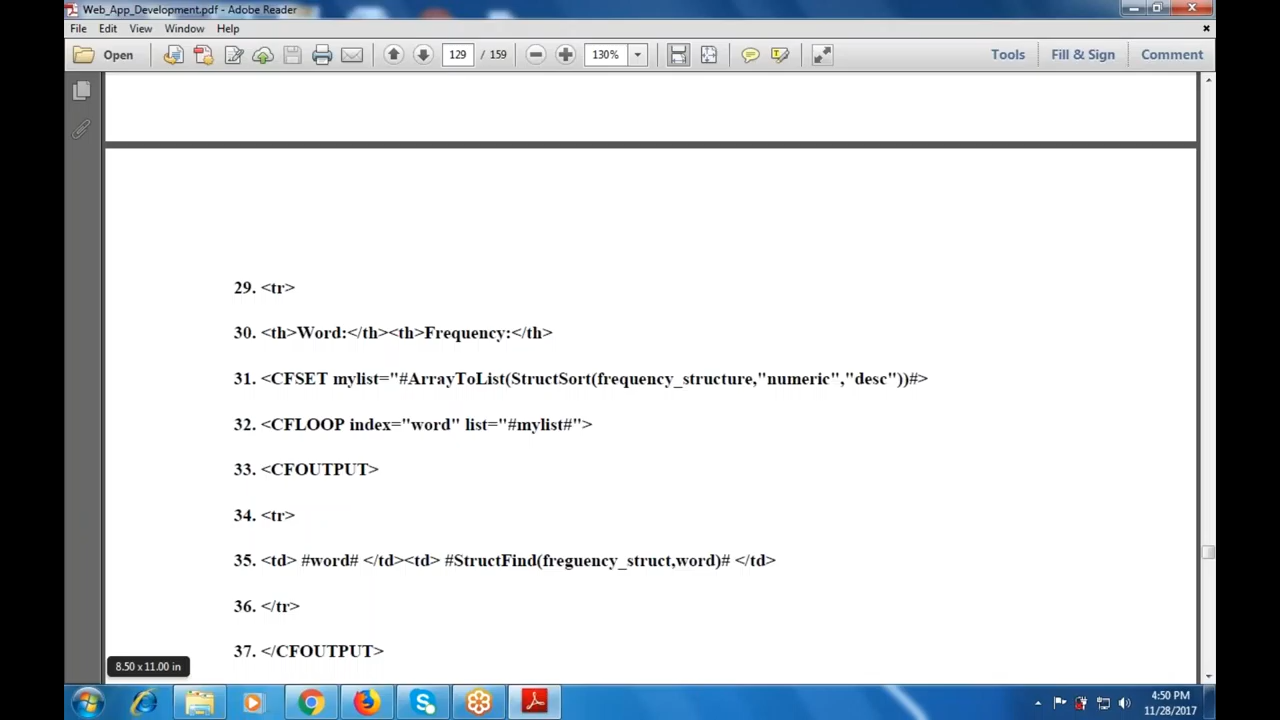 Web_App_Development.pdf - Adobe Reader
File Edit View Window Help
Open 129 / 159 130% Tools Fill & Sign Comment
29. <tr>
30. <th>Word:</th><th>Frequency:</th>
31. <CFSET mylist="#ArrayToList(StructSort(frequency_structure,"numeric","desc"))#>
32. <CFLOOP index="word" list="#mylist#">
33. <CFOUTPUT>
34. <tr>
35. <td> #word# </td><td> #StructFind(freguency_struct,word)# </td>
36. </tr>
37. </CFOUTPUT>
8.50 x 11.00 in
4:50 PM
11/28/2017